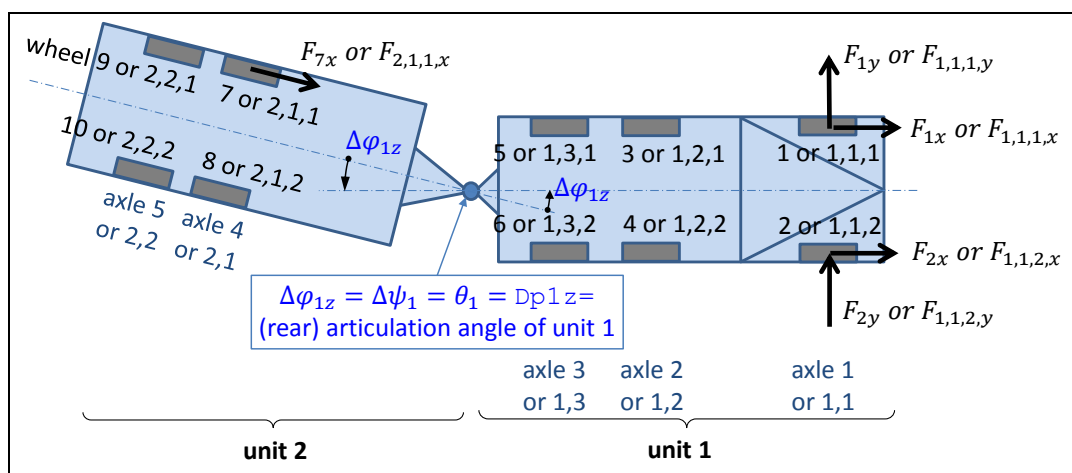 wheel
9 or 2,2,1
7 or 2,1,1
10 or 2,2,2
8 or 2,1,2
F₇ₓ or F₂,₁,₁,ₓ
Δφ₁z
axle 5
or 2,2
axle 4
or 2,1
F₁y or F₁,₁,₁,y
F₁ₓ or F₁,₁,₁,ₓ
5 or 1,3,1
3 or 1,2,1
1 or 1,1,1
Δφ₁z
6 or 1,3,2
4 or 1,2,2
2 or 1,1,2
F₂ₓ or F₁,₁,₂,ₓ
F₂y or F₁,₁,₂,y
Δφ₁z = Δψ₁ = θ₁ = Dp1z=
(rear) articulation angle of unit 1
axle 3
or 1,3
axle 2
or 1,2
axle 1
or 1,1
unit 2
unit 1